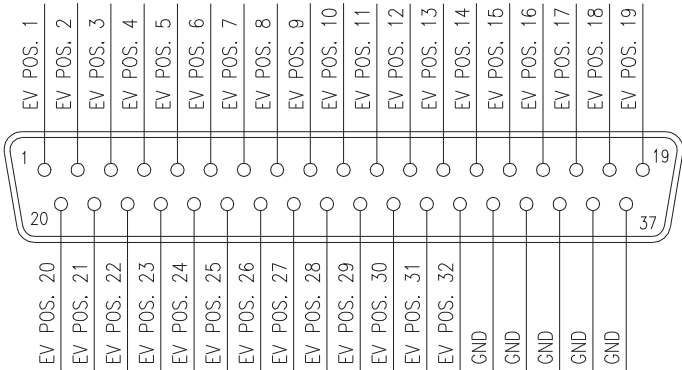 EV POS. 1
EV POS. 2
EV POS. 3
EV POS. 4
EV POS. 5
EV POS. 6
EV POS. 7
EV POS. 8
EV POS. 9
EV POS. 10
EV POS. 11
EV POS. 12
EV POS. 13
EV POS. 14
EV POS. 15
EV POS. 16
EV POS. 17
EV POS. 18
EV POS. 19
1
19
20
37
EV POS. 20
EV POS. 21
EV POS. 22
EV POS. 23
EV POS. 24
EV POS. 25
EV POS. 26
EV POS. 27
EV POS. 28
EV POS. 29
EV POS. 30
EV POS. 31
EV POS. 32
GND
GND
GND
GND
GND